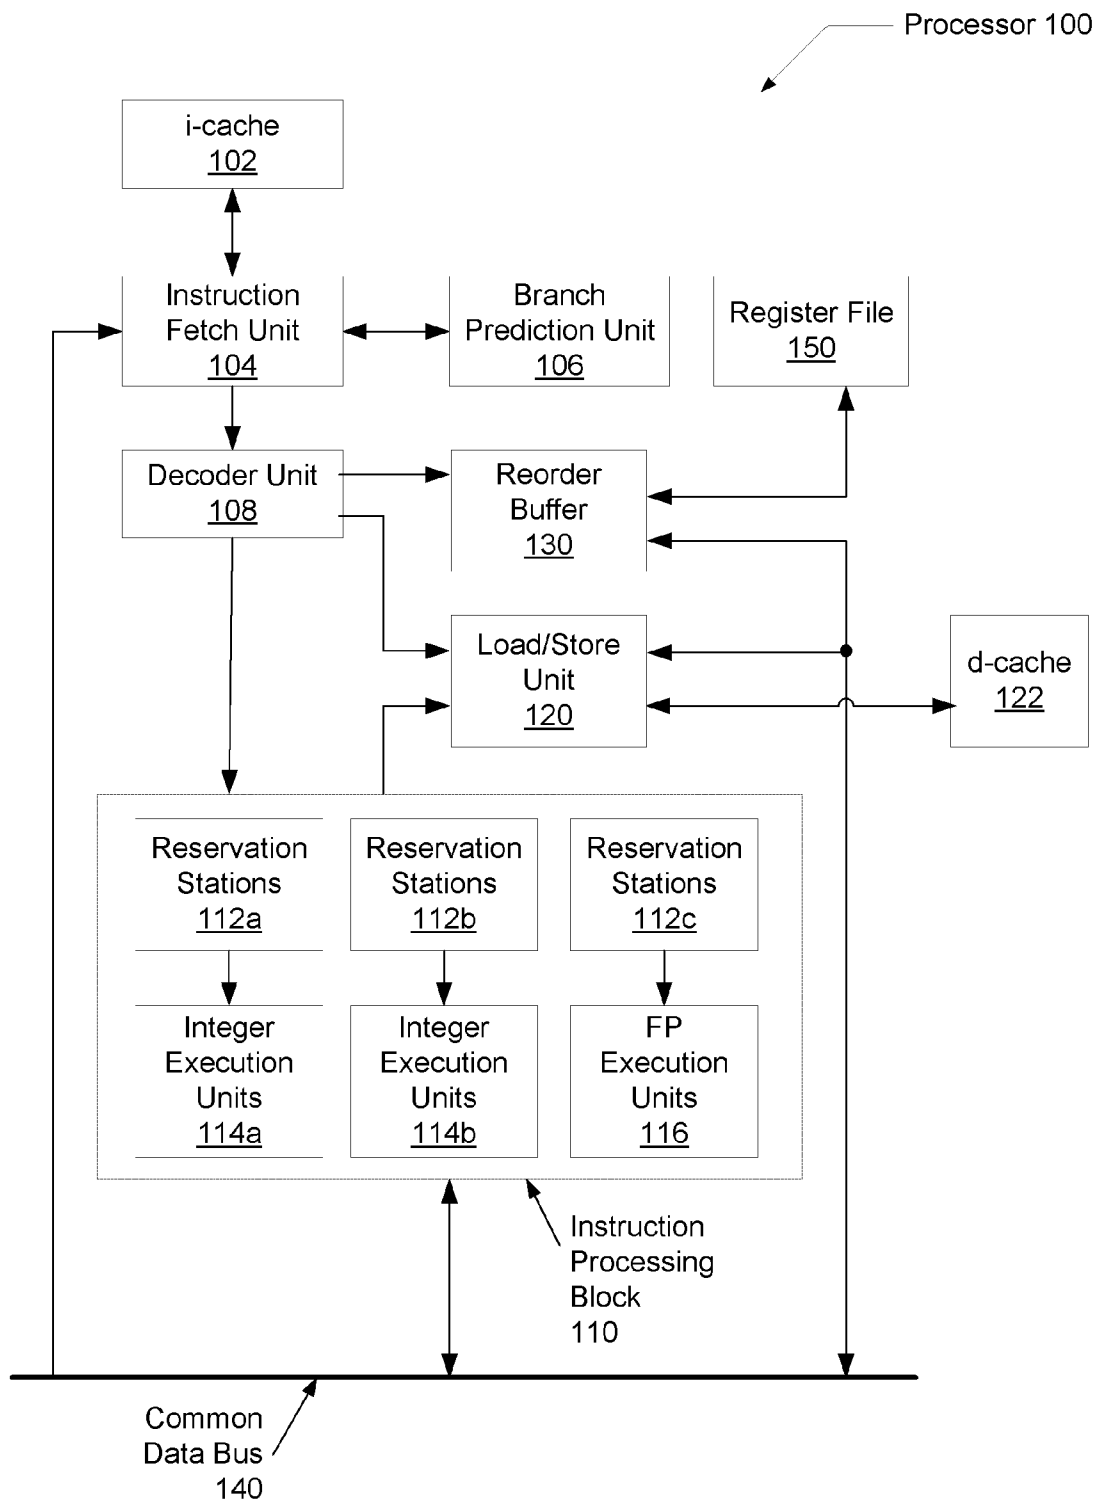 Processor 100
i-cache
102
Instruction
Fetch Unit
104
Branch
Prediction Unit
106
Register File
150
Decoder Unit
108
Reorder
Buffer
130
Load/Store
Unit
120
d-cache
122
Reservation
Stations
112a
Reservation
Stations
112b
Reservation
Stations
112c
Integer
Execution
Units
114a
Integer
Execution
Units
114b
FP
Execution
Units
116
Instruction
Processing
Block
110
Common
Data Bus
140